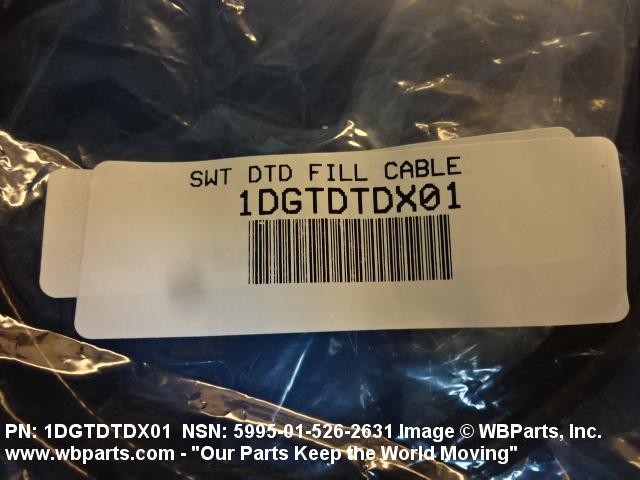 SWT DTD FILL CABLE
1DGTDTDX01
PN: 1DGTDTDX01  NSN: 5995-01-526-2631 Image © WBParts, Inc.
www.wbparts.com - "Our Parts Keep the World Moving"